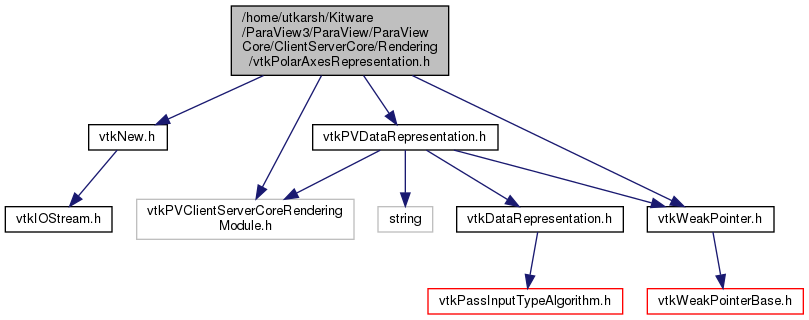 /home/utkarsh/Kitware
/ParaView3/ParaView/ParaView
Core/ClientServerCore/Rendering
/vtkPolarAxesRepresentation.h
vtkNew.h
vtkPVDataRepresentation.h
vtkIOStream.h
vtkPVClientServerCoreRendering
Module.h
string
vtkDataRepresentation.h
vtkWeakPointer.h
vtkPassInputTypeAlgorithm.h
vtkWeakPointerBase.h